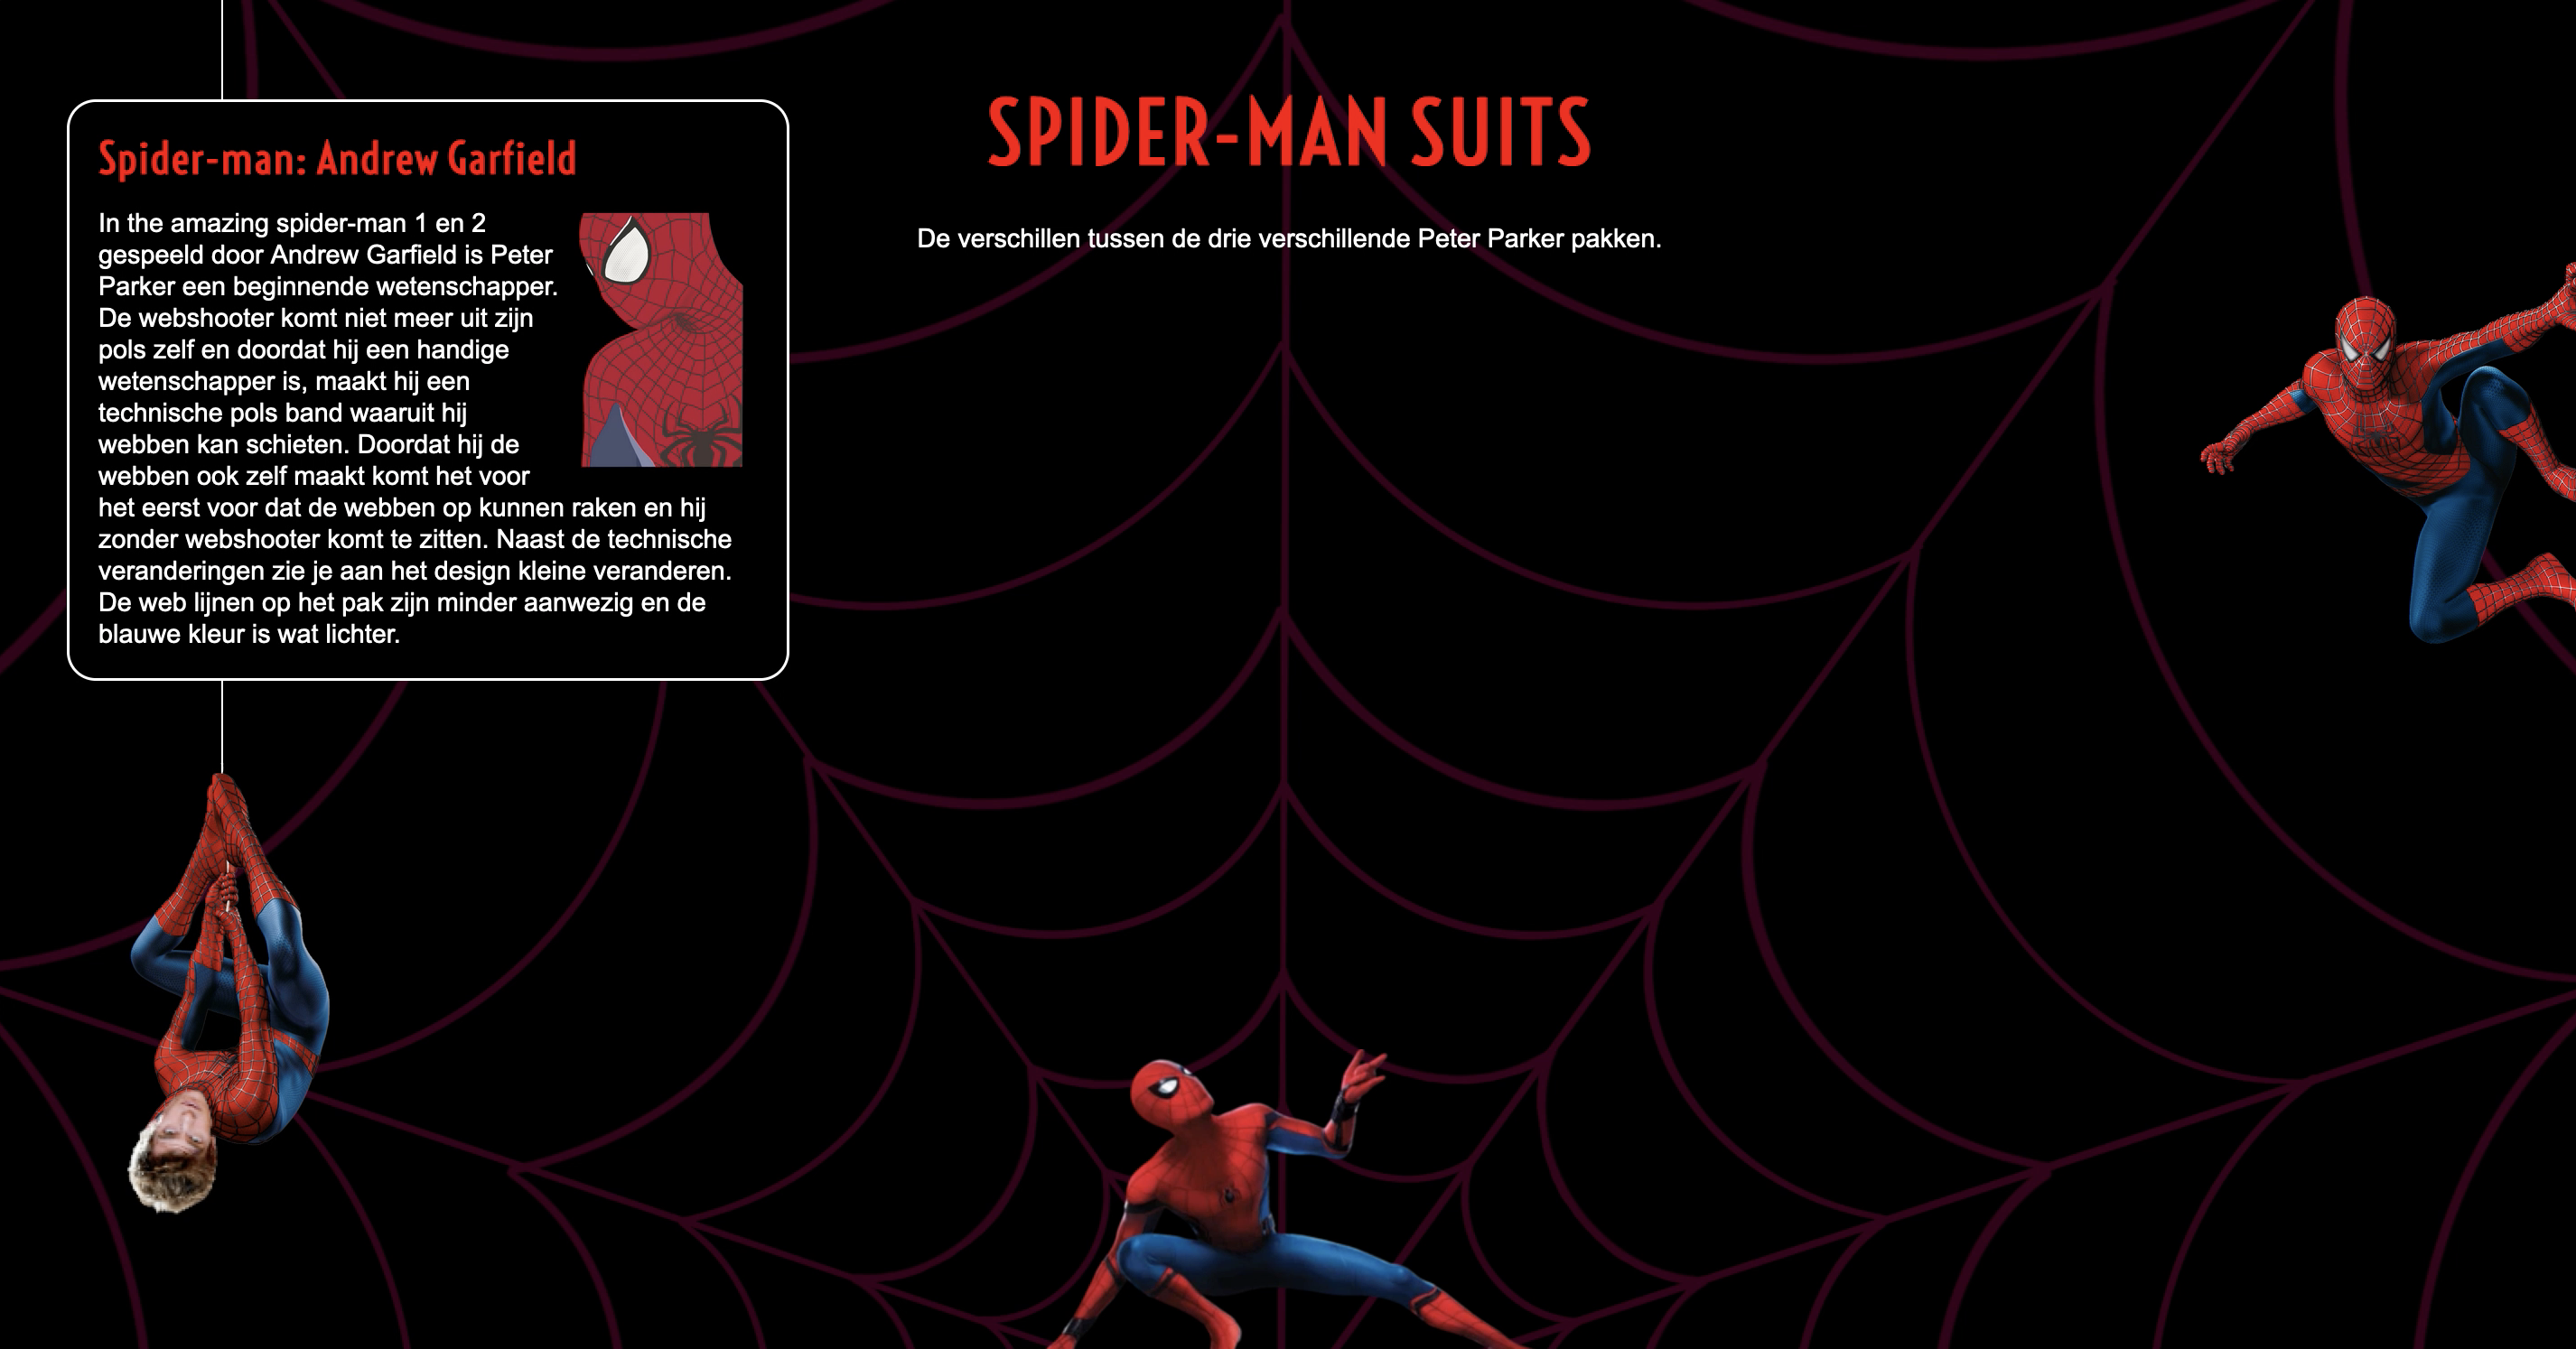 SPIDER-MAN SUITS
De verschillen tussen de drie verschillende Peter Parker pakken.
Spider-man: Andrew Garfield
In the amazing spider-man 1 en 2
gespeeld door Andrew Garfield is Peter
Parker een beginnende wetenschapper.
De webshooter komt niet meer uit zijn
pols zelf en doordat hij een handige
wetenschapper is, maakt hij een
technische pols band waaruit hij
webben kan schieten. Doordat hij de
webben ook zelf maakt komt het voor
het eerst voor dat de webben op kunnen raken en hij
zonder webshooter komt te zitten. Naast de technische
veranderingen zie je aan het design kleine veranderen.
De web lijnen op het pak zijn minder aanwezig en de
blauwe kleur is wat lichter.